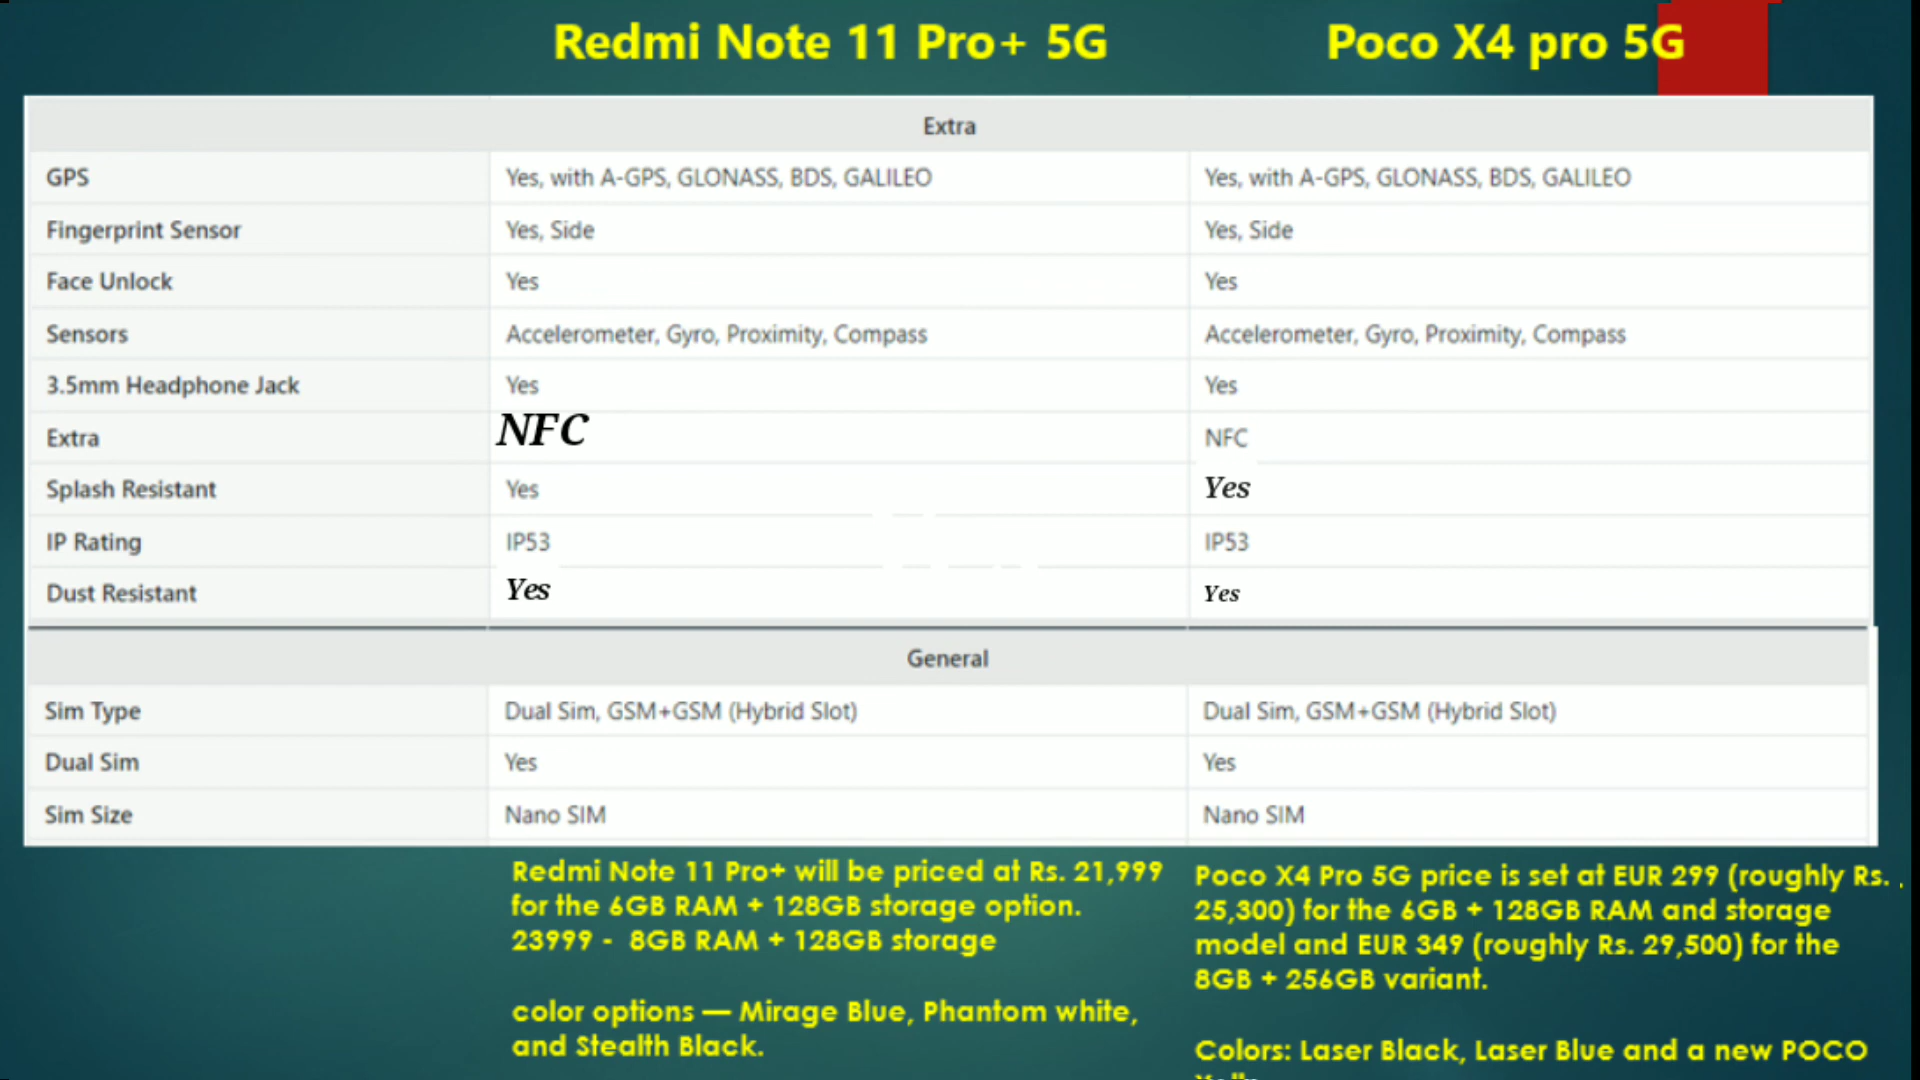 Redmi Note 11 Pro+ 5G Poco X4 pro 5G
Extra
GPS Yes, with A-GPS, GLONASS, BDS, GALILEO Yes, with A-GPS, GLONASS, BDS, GALILEO
Fingerprint Sensor Yes, Side Yes, Side
Face Unlock Yes Yes
Sensors Accelerometer, Gyro, Proximity, Compass Accelerometer, Gyro, Proximity, Compass
3.5mm Headphone Jack Yes Yes
Extra NFC NFC
Splash Resistant Yes Yes
IP Rating IP53 IP53
Dust Resistant Yes Yes
General
Sim Type Dual Sim, GSM+GSM (Hybrid Slot) Dual Sim, GSM+GSM (Hybrid Slot)
Dual Sim Yes Yes
Sim Size Nano SIM Nano SIM
Redmi Note 11 Pro+ will be priced at Rs. 21,999
for the 6GB RAM + 128GB storage option.
23999 - 8GB RAM + 128GB storage
color options — Mirage Blue, Phantom white,
and Stealth Black.
Poco X4 Pro 5G price is set at EUR 299 (roughly Rs.
25,300) for the 6GB + 128GB RAM and storage
model and EUR 349 (roughly Rs. 29,500) for the
8GB + 256GB variant.
Colors: Laser Black, Laser Blue and a new POCO